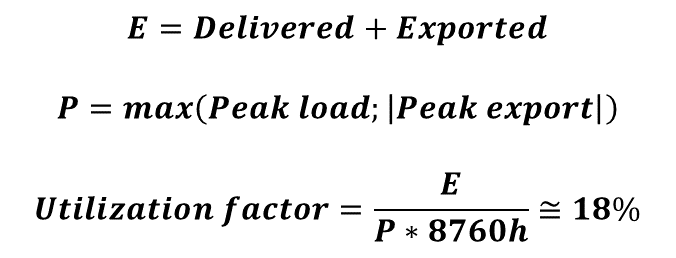 E = Delivered + Exported
P = max(Peak load; |Peak export|)
Utilization factor = E / P * 8760h ≅ 18%